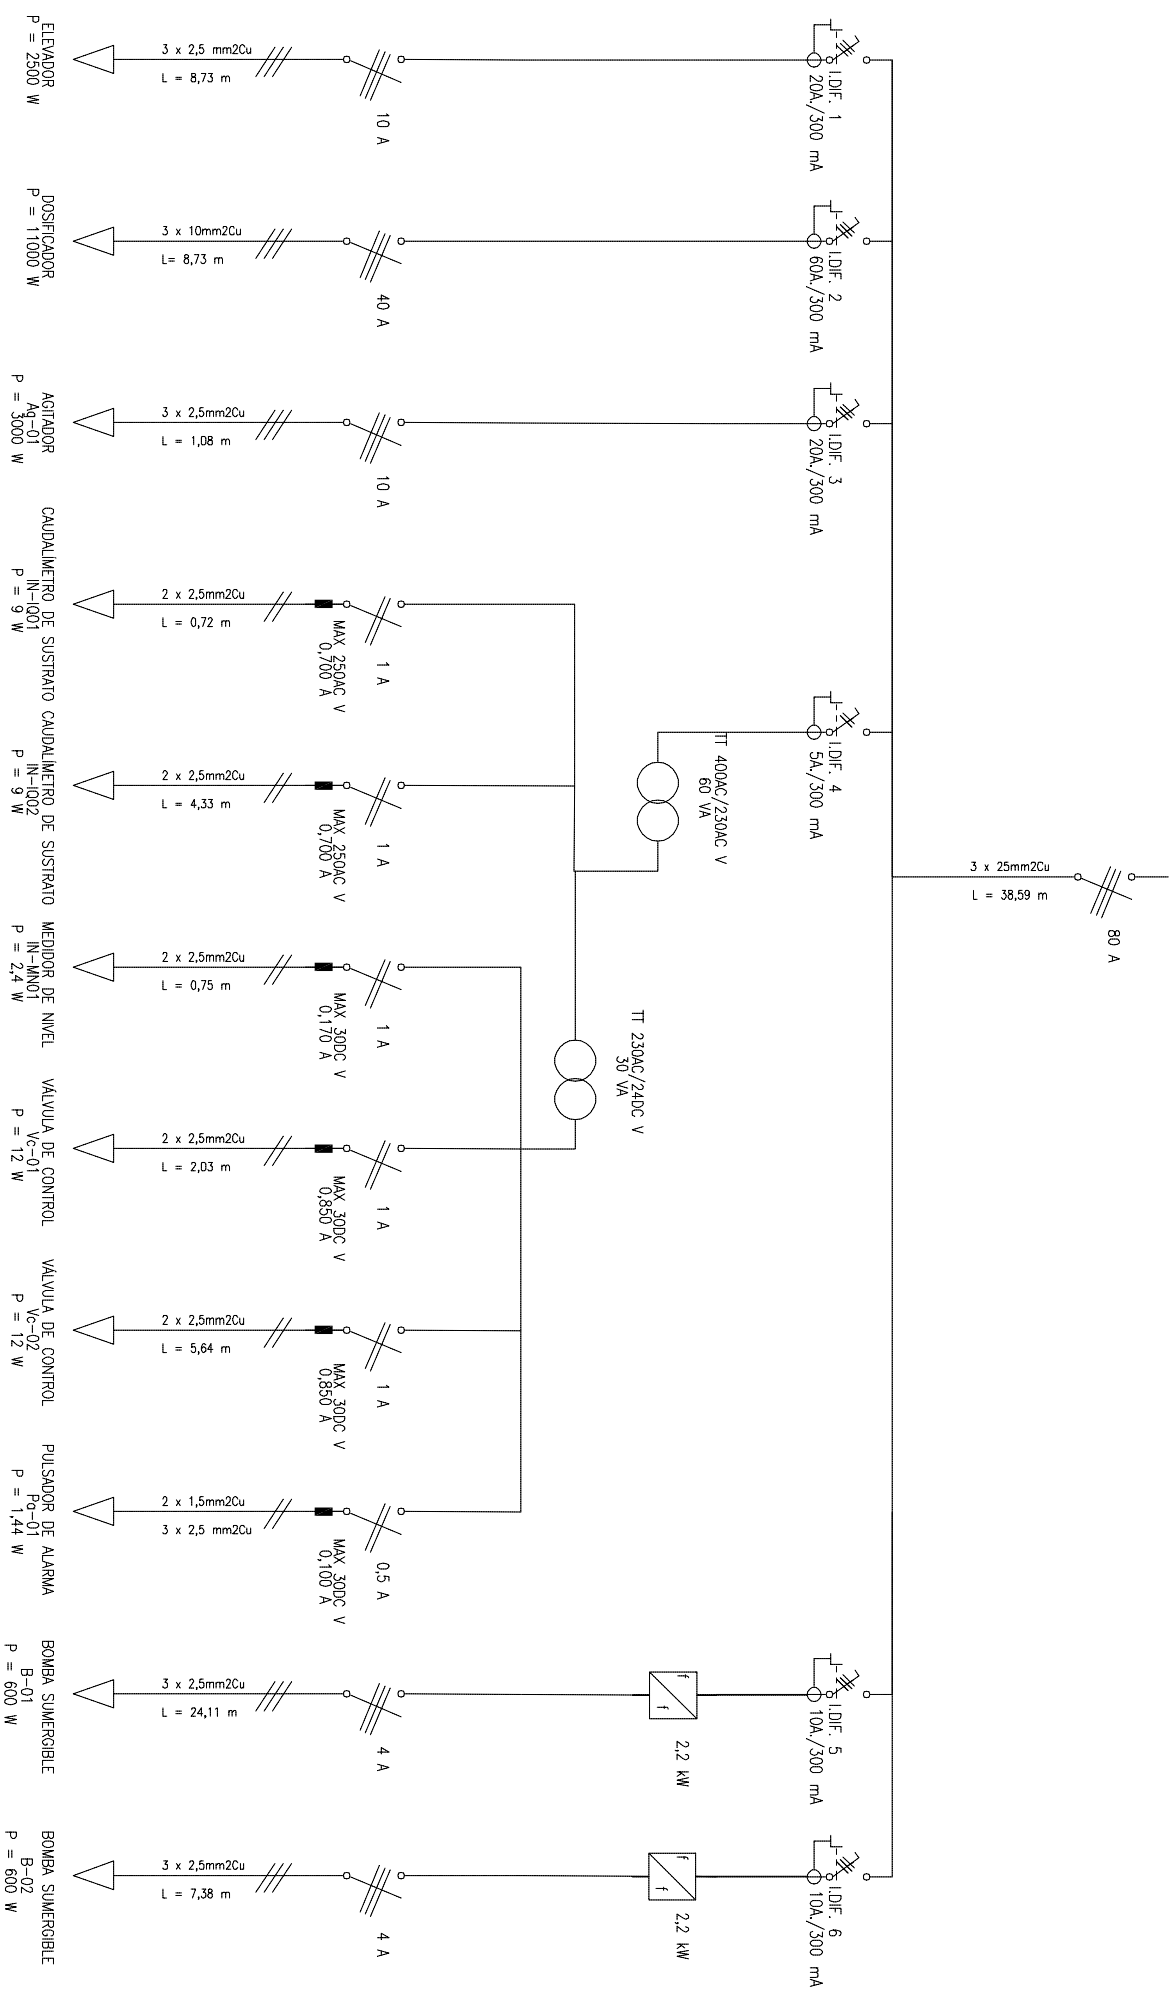 80 A
3 x 25mm2Cu
L = 38,59 m
I.DIF. 1
20A./300 mA
10 A
3 x 2,5 mm2Cu
L = 8,73 m
ELEVADOR
P = 2500 W
I.DIF. 2
60A./300 mA
40 A
3 x 10mm2Cu
L= 8,73 m
DOSIFICADOR
P = 11000 W
I.DIF. 3
20A./300 mA
10 A
3 x 2,5mm2Cu
L = 1,08 m
AGITADOR
Ag-01
P = 3000 W
I.DIF. 4
5A./300 mA
TT 400AC/230AC V
60 VA
1 A
MAX 250AC V
0,700 A
2 x 2,5mm2Cu
L = 0,72 m
CAUDALÍMETRO DE SUSTRATO
IN-IQ01
P = 9 W
1 A
MAX 250AC V
0,700 A
2 x 2,5mm2Cu
L = 4,33 m
CAUDALÍMETRO DE SUSTRATO
IN-IQ02
P = 9 W
TT 230AC/24DC V
30 VA
1 A
MAX 30DC V
0,170 A
2 x 2,5mm2Cu
L = 0,75 m
MEDIDOR DE NIVEL
IN-MN01
P = 2,4 W
1 A
MAX 30DC V
0,850 A
2 x 2,5mm2Cu
L = 2,03 m
VÁLVULA DE CONTROL
Vc-01
P = 12 W
1 A
MAX 30DC V
0,850 A
2 x 2,5mm2Cu
L = 5,64 m
VÁLVULA DE CONTROL
Vc-02
P = 12 W
0,5 A
MAX 30DC V
0,100 A
2 x 1,5mm2Cu
3 x 2,5 mm2Cu
PULSADOR DE ALARMA
Pa-01
P = 1,44 W
I.DIF. 5
10A./300 mA
f
f
2,2 kW
4 A
3 x 2,5mm2Cu
L = 24,11 m
BOMBA SUMERGIBLE
B-01
P = 600 W
I.DIF. 6
10A./300 mA
f
f
2,2 kW
4 A
3 x 2,5mm2Cu
L = 7,38 m
BOMBA SUMERGIBLE
B-02
P = 600 W